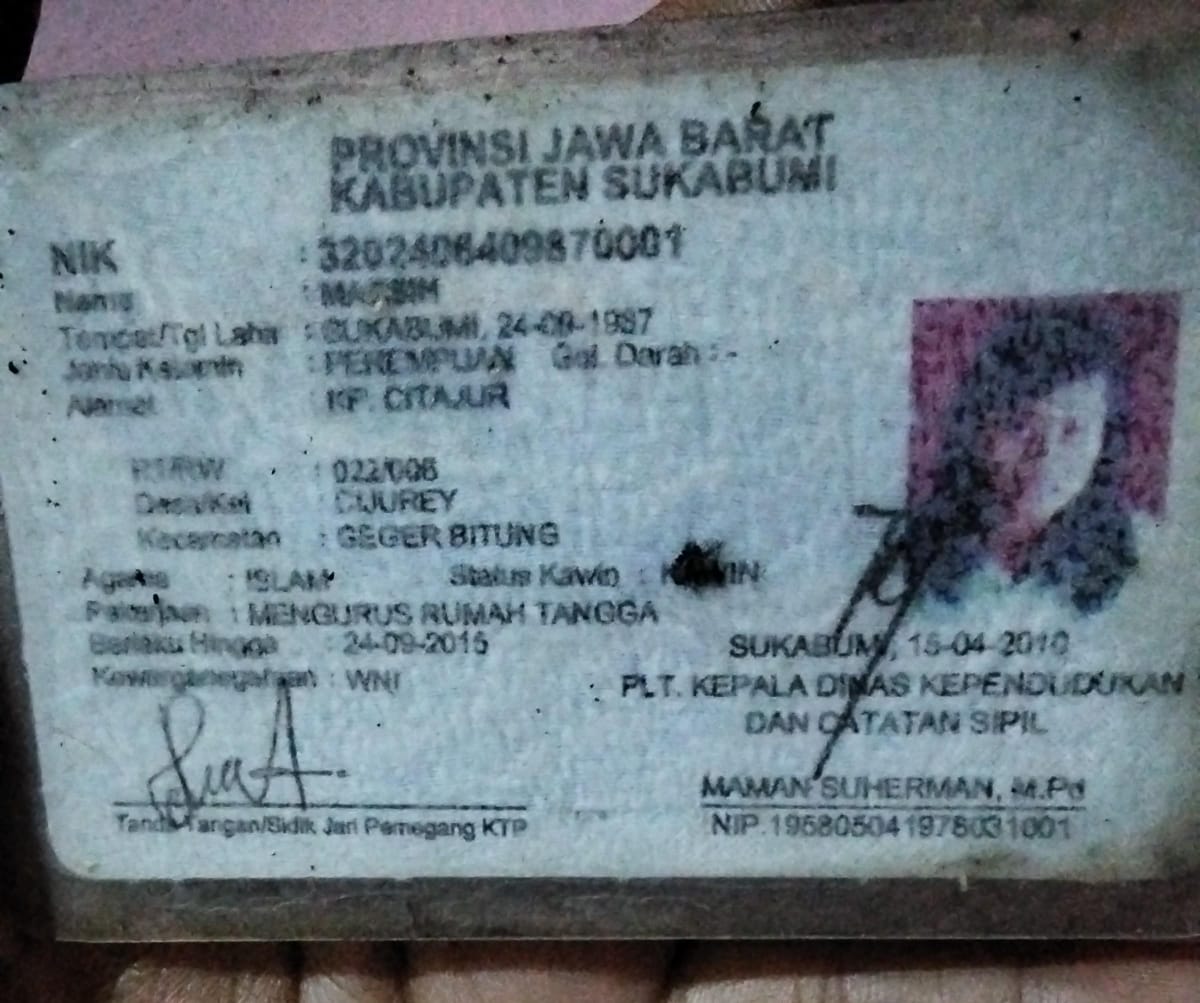 PROVINSI JAWA BARAT
KABUPATEN SUKABUMI
NIK : 3202406409870001
Nama :
Tempat/Tgl Lahir : SUKABUMI, 24-09-1987
Jenis Kelamin : PEREMPUAN Gol. Darah : -
Alamat : KP. CITAJUR
RT/RW : 022/006
Desa/Kel : CIJUREY
Kecamatan : GEGER BITUNG
Agama : ISLAM Status Kawin : KAWIN
Pekerjaan : MENGURUS RUMAH TANGGA
Berlaku Hingga : 24-09-2015
Kewarganegaraan : WNI
SUKABUMI, 15-04-2010
PLT. KEPALA DINAS KEPENDUDUKAN
DAN CATATAN SIPIL
MAMAN SUHERMAN, M.Pd
NIP.195805041978031001
Tanda Tangan/Sidik Jari Pemegang KTP